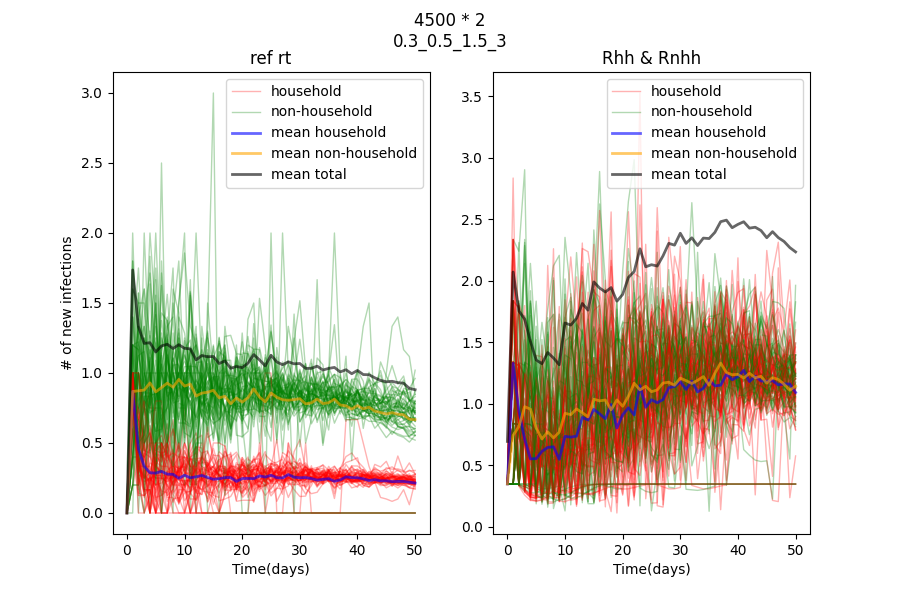 4500 * 2
0.3_0.5_1.5_3
ref rt
Rhh & Rnhh
household
non-household
mean household
mean non-household
mean total
3.0
2.5
2.0
1.5
1.0
0.5
0.0
# of new infections
0
10
20
30
40
50
Time(days)
household
non-household
mean household
mean non-household
mean total
3.5
3.0
2.5
2.0
1.5
1.0
0.5
0.0
0
10
20
30
40
50
Time(days)